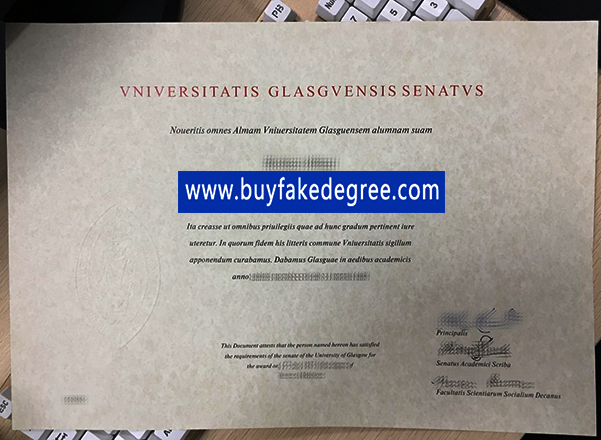 VNIVERSITATIS GLASGVENSIS SENATVS
Noueritis omnes Almam Vniuersitatem Glasguensem alumnam suam
www.buyfakedegree.com
Ita creasse ut omnibus priuilegiis quae ad hunc gradum pertinent iure
uteretur. In quorum fidem his litteris commune Vniuersitatis sigillum
apponendum curabamus. Dabamus Glasguae in aedibus academicis
anno
This Document attests that the person named hereon has satisfied
the requirements of the senate of the University of Glasgow for
the award of
Principalis
Senatus Academici Scriba
Facultatis Scientiarum Socialium Decanus